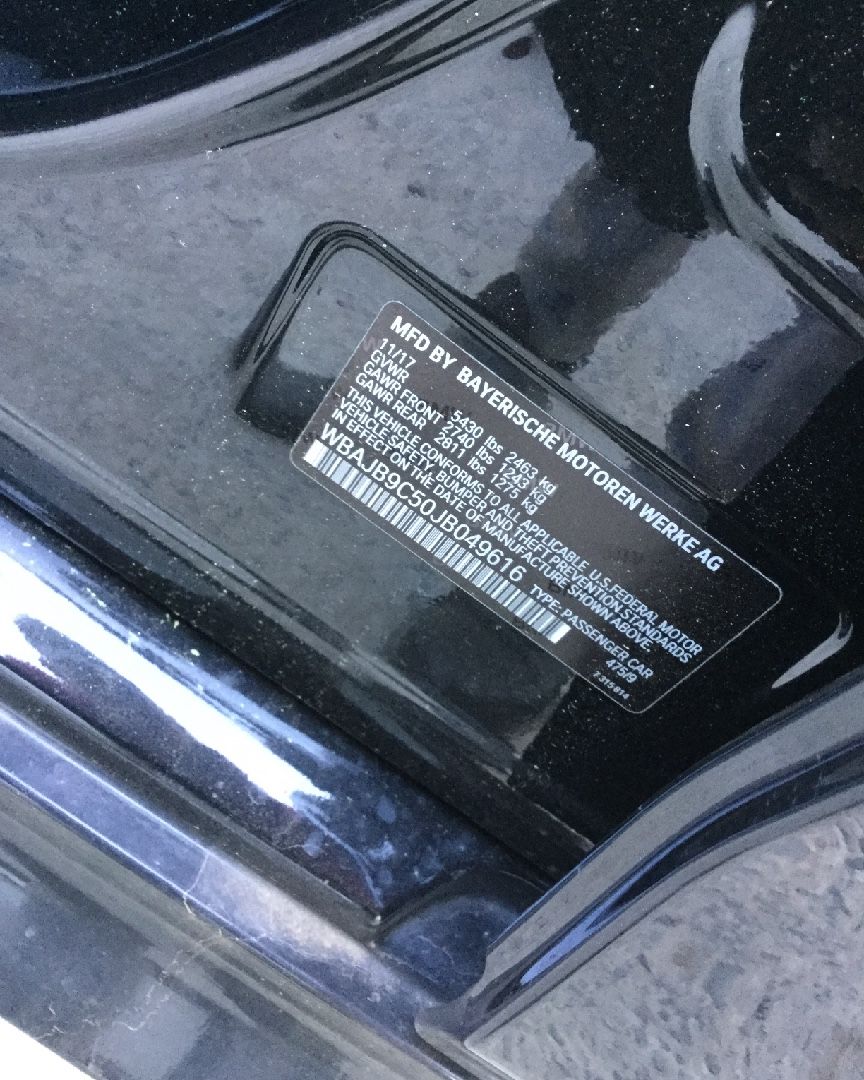 MFD BY BAYERISCHE MOTOREN WERKE AG
11/17
GVWR 5430 lbs 2463 kg
GAWR FRONT 2740 lbs 1243 kg
GAWR REAR 2811 lbs 1275 kg
THIS VEHICLE CONFORMS TO ALL APPLICABLE U.S.FEDERAL MOTOR
VEHICLE SAFETY, BUMPER AND THEFT PREVENTION STANDARDS
IN EFFECT ON THE DATE OF MANUFACTURE SHOWN ABOVE.
WBAJB9C50JB049616 TYPE: PASSENGER CAR
475/9